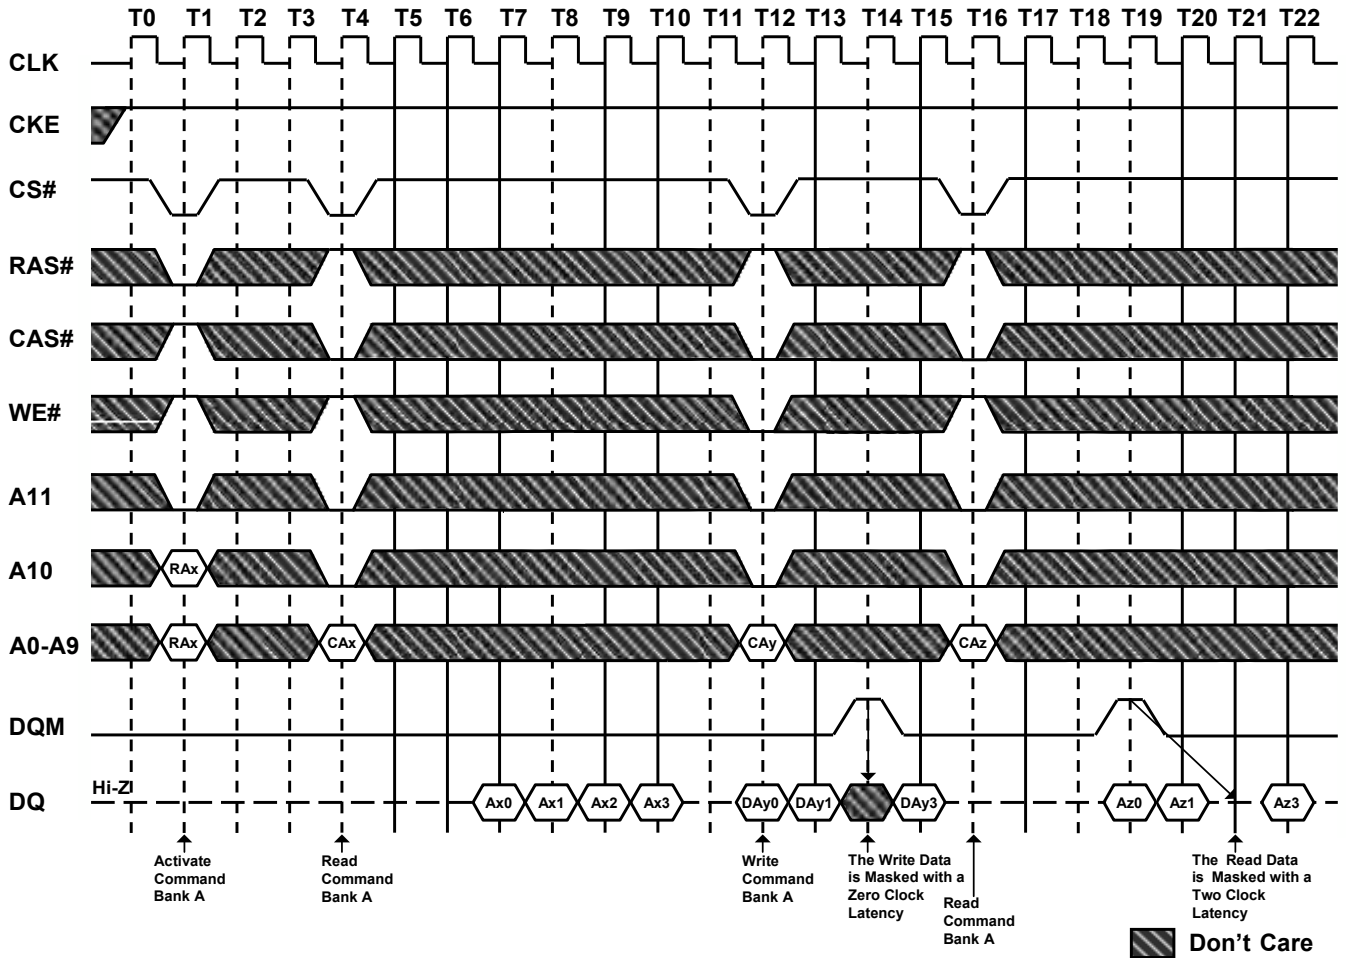 T0 T1 T2 T3 T4 T5 T6 T7 T8 T9 T10 T11 T12 T13 T14 T15 T16 T17 T18 T19 T20 T21 T22
CLK
CKE
CS#
RAS#
CAS#
WE#
A11
A10 RAx
A0-A9 RAx CAx CAy CAz
DQM
Hi-Z
DQ Ax0 Ax1 Ax2 Ax3 DAy0 DAy1 DAy3 Az0 Az1 Az3
Activate
Command
Bank A
Read
Command
Bank A
Write
Command
Bank A
The Write Data
is Masked with a
Zero Clock
Latency
Read
Command
Bank A
The Read Data
is Masked with a
Two Clock
Latency
Don't Care